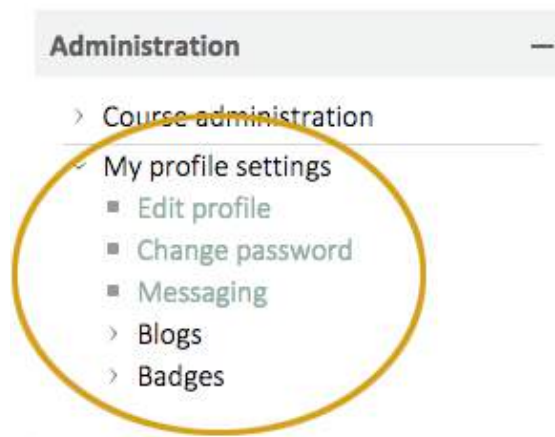 Administration
Course administration
My profile settings
Edit profile
Change password
Messaging
Blogs
Badges